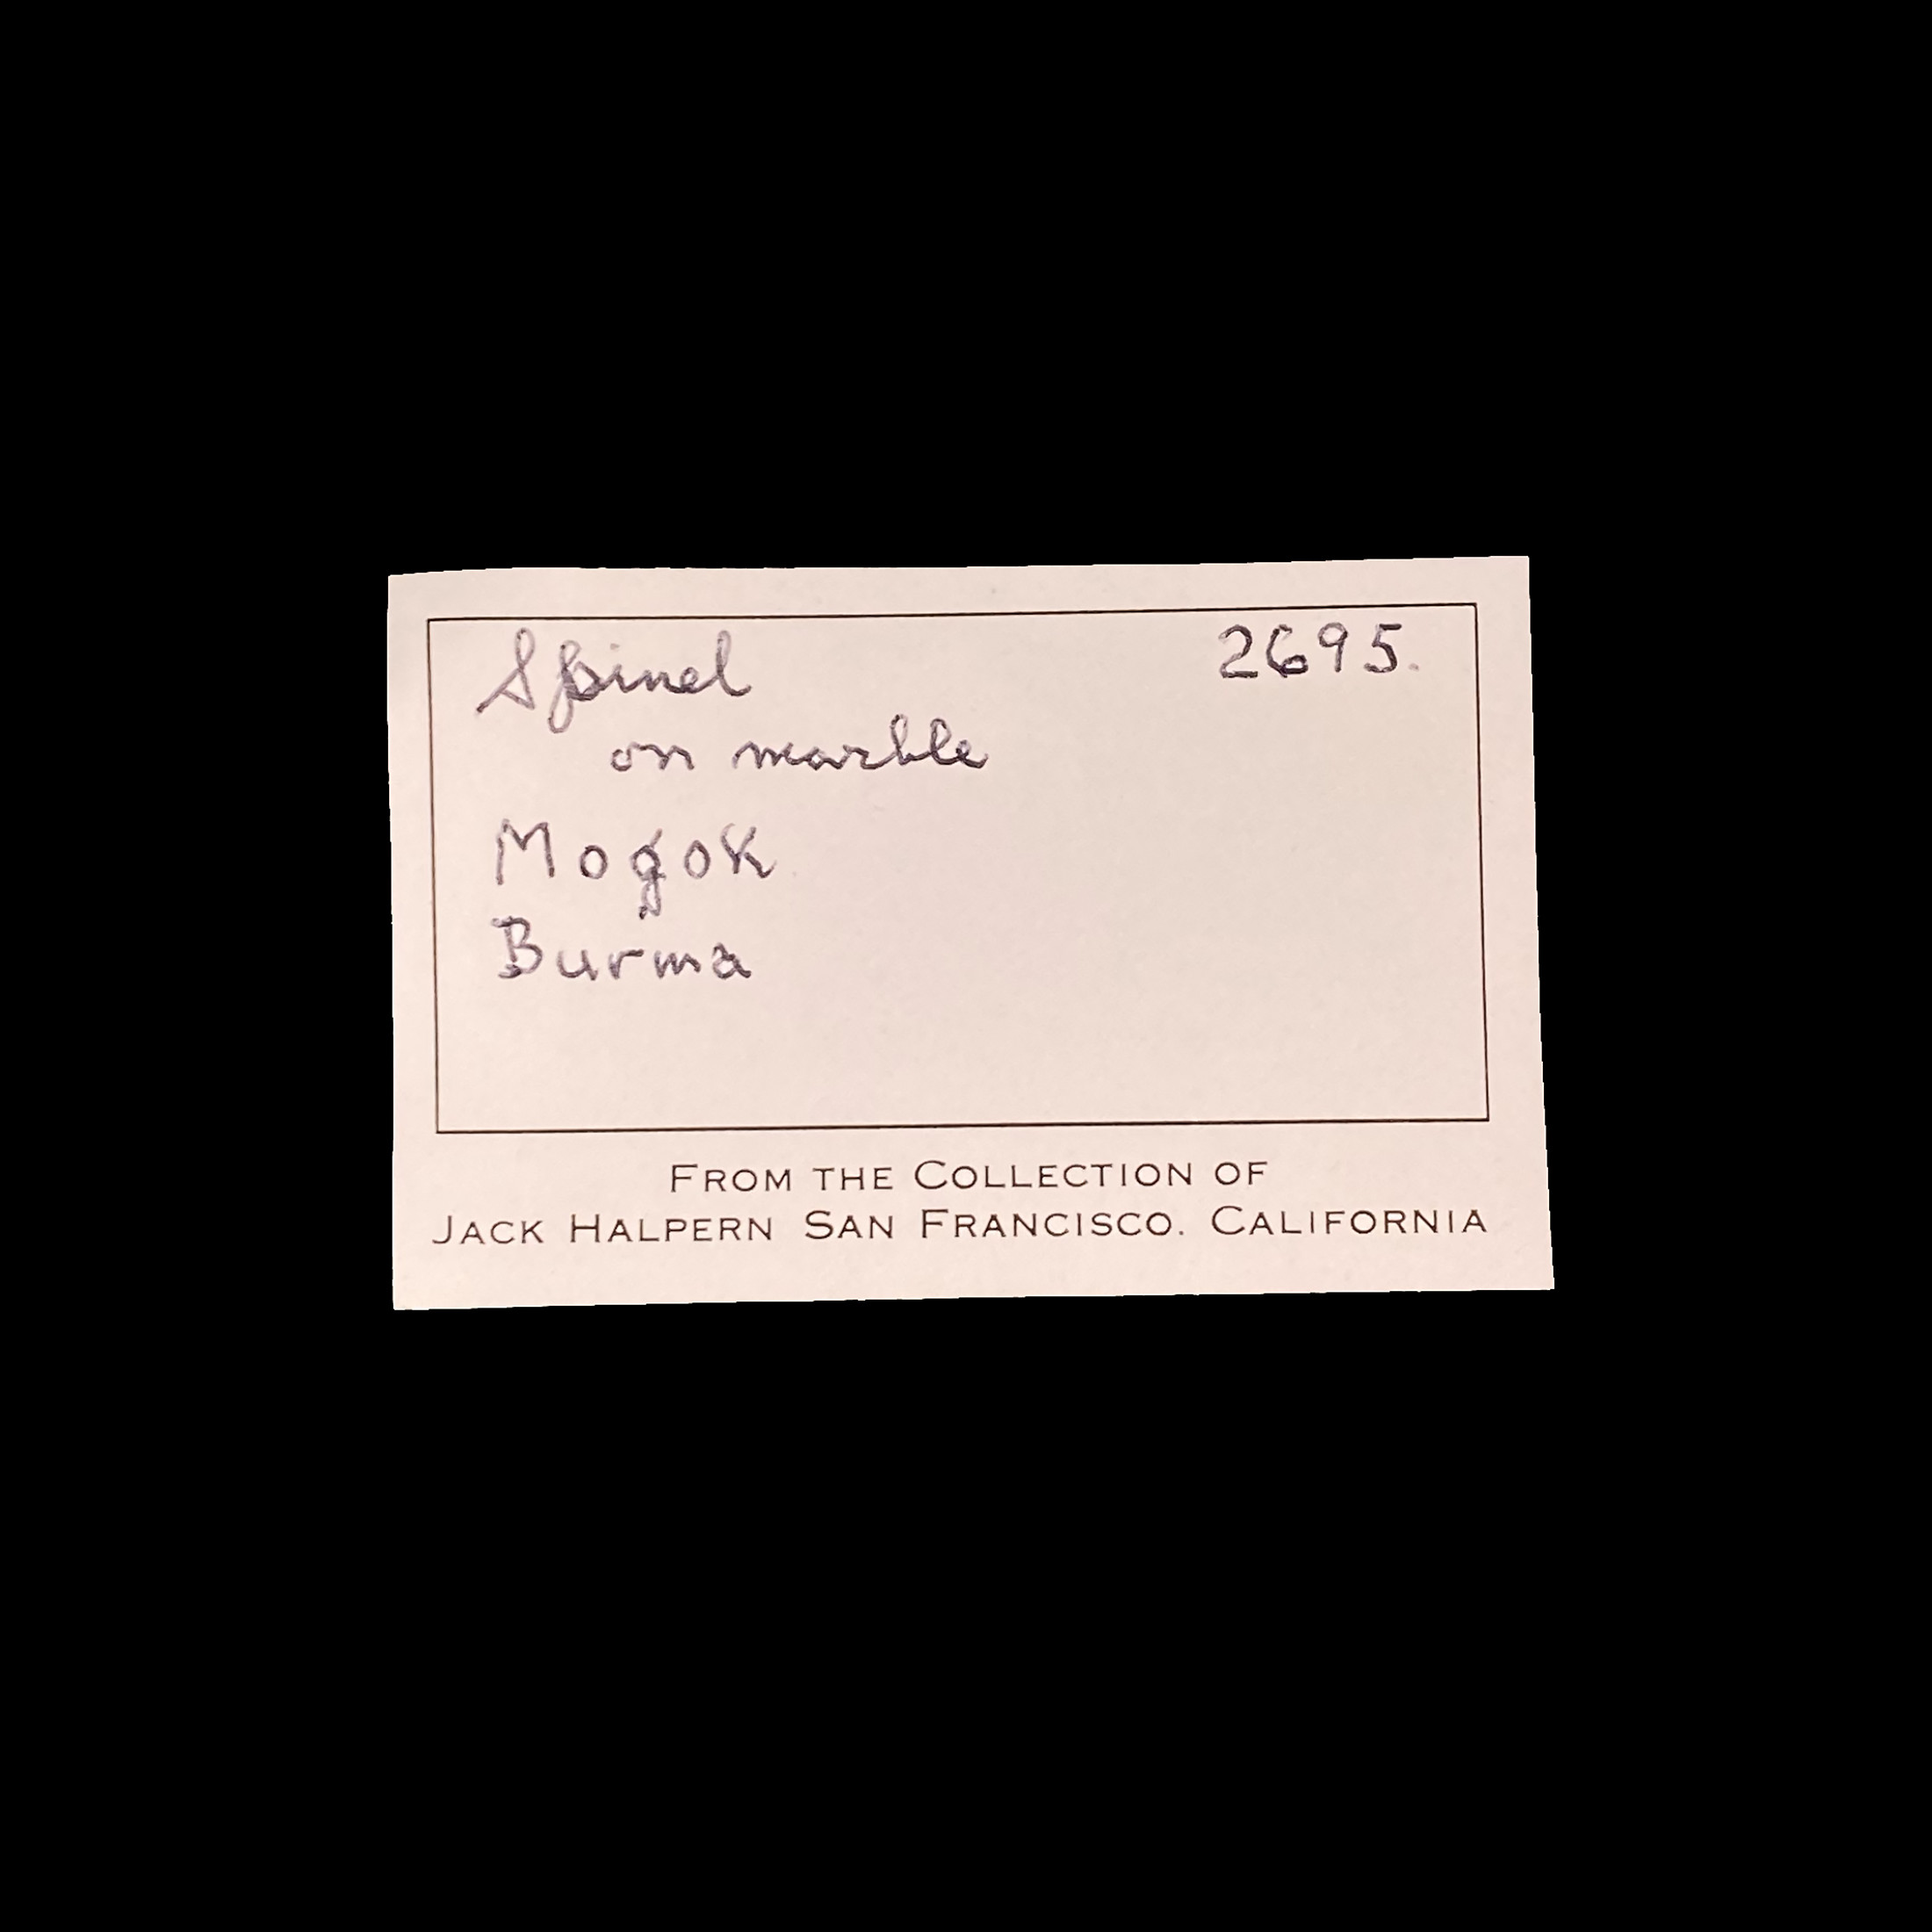 Spinel 2695.
on marble
Mogok
Burma
FROM THE COLLECTION OF
JACK HALPERN SAN FRANCISCO. CALIFORNIA